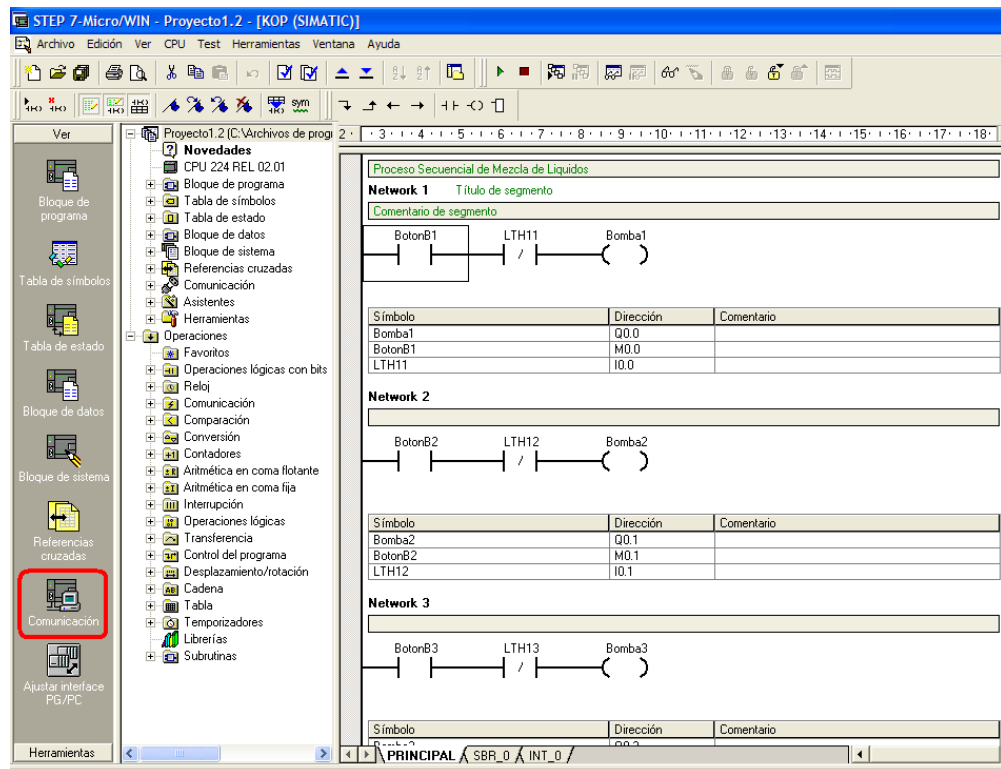 STEP 7-Micro/WIN - Proyecto1.2 - [KOP (SIMATIC)]
Archivo Edición Ver CPU Test Herramientas Ventana Ayuda
sym
Ver
Bloque de programa
Tabla de símbolos
Tabla de estado
Bloque de datos
Bloque de sistema
Referencias cruzadas
Comunicación
Ajustar interface PG/PC
Herramientas
Proyecto1.2 (C:\Archivos de progr
Novedades
CPU 224 REL 02.01
Bloque de programa
Tabla de símbolos
Tabla de estado
Bloque de datos
Bloque de sistema
Referencias cruzadas
Comunicación
Asistentes
Herramientas
Operaciones
Favoritos
Operaciones lógicas con bits
Reloj
Comunicación
Comparación
Conversión
Contadores
Aritmética en coma flotante
Aritmética en coma fija
Interrupción
Operaciones lógicas
Transferencia
Control del programa
Desplazamiento/rotación
Cadena
Tabla
Temporizadores
Librerías
Subrutinas
2 · 3 · 4 · 5 · 6 · 7 · 8 · 9 · 10 · 11 · 12 · 13 · 14 · 15 · 16 · 17 · 18
Proceso Secuencial de Mezcla de Liquidos
Network 1 Título de segmento
Comentario de segmento
BotonB1 LTH11 Bomba1
/
Símbolo Dirección Comentario
Bomba1 Q0.0
BotonB1 M0.0
LTH11 I0.0
Network 2
BotonB2 LTH12 Bomba2
/
Símbolo Dirección Comentario
Bomba2 Q0.1
BotonB2 M0.1
LTH12 I0.1
Network 3
BotonB3 LTH13 Bomba3
/
Símbolo Dirección Comentario
PRINCIPAL SBR_0 INT_0